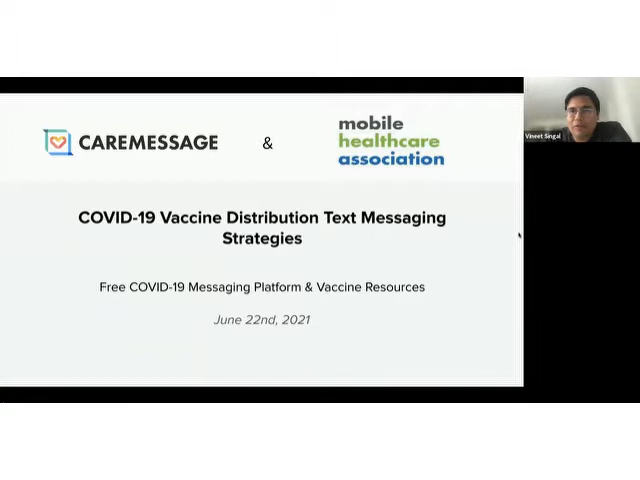 CAREMESSAGE
&
mobile
healthcare
association
Vineet Singal
COVID-19 Vaccine Distribution Text Messaging
Strategies
Free COVID-19 Messaging Platform & Vaccine Resources
June 22nd, 2021